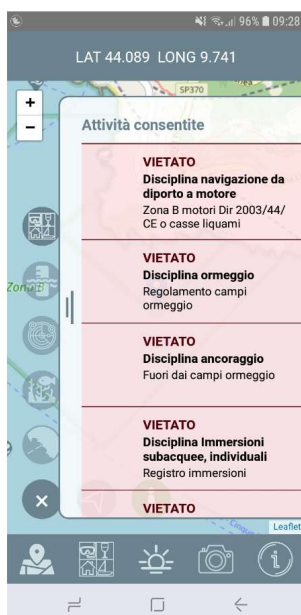 96% 09:28
LAT 44.089 LONG 9.741
SP370
+
−
Attività consentite
VIETATO
Disciplina navigazione da
diporto a motore
Zona B motori Dir 2003/44/
CE o casse liquami
VIETATO
Disciplina ormeggio
Regolamento campi
ormeggio
Zona B
VIETATO
Disciplina ancoraggio
Fuori dai campi ormeggio
VIETATO
Disciplina Immersioni
subacquee, individuali
Registro immersioni
VIETATO
Leaflet